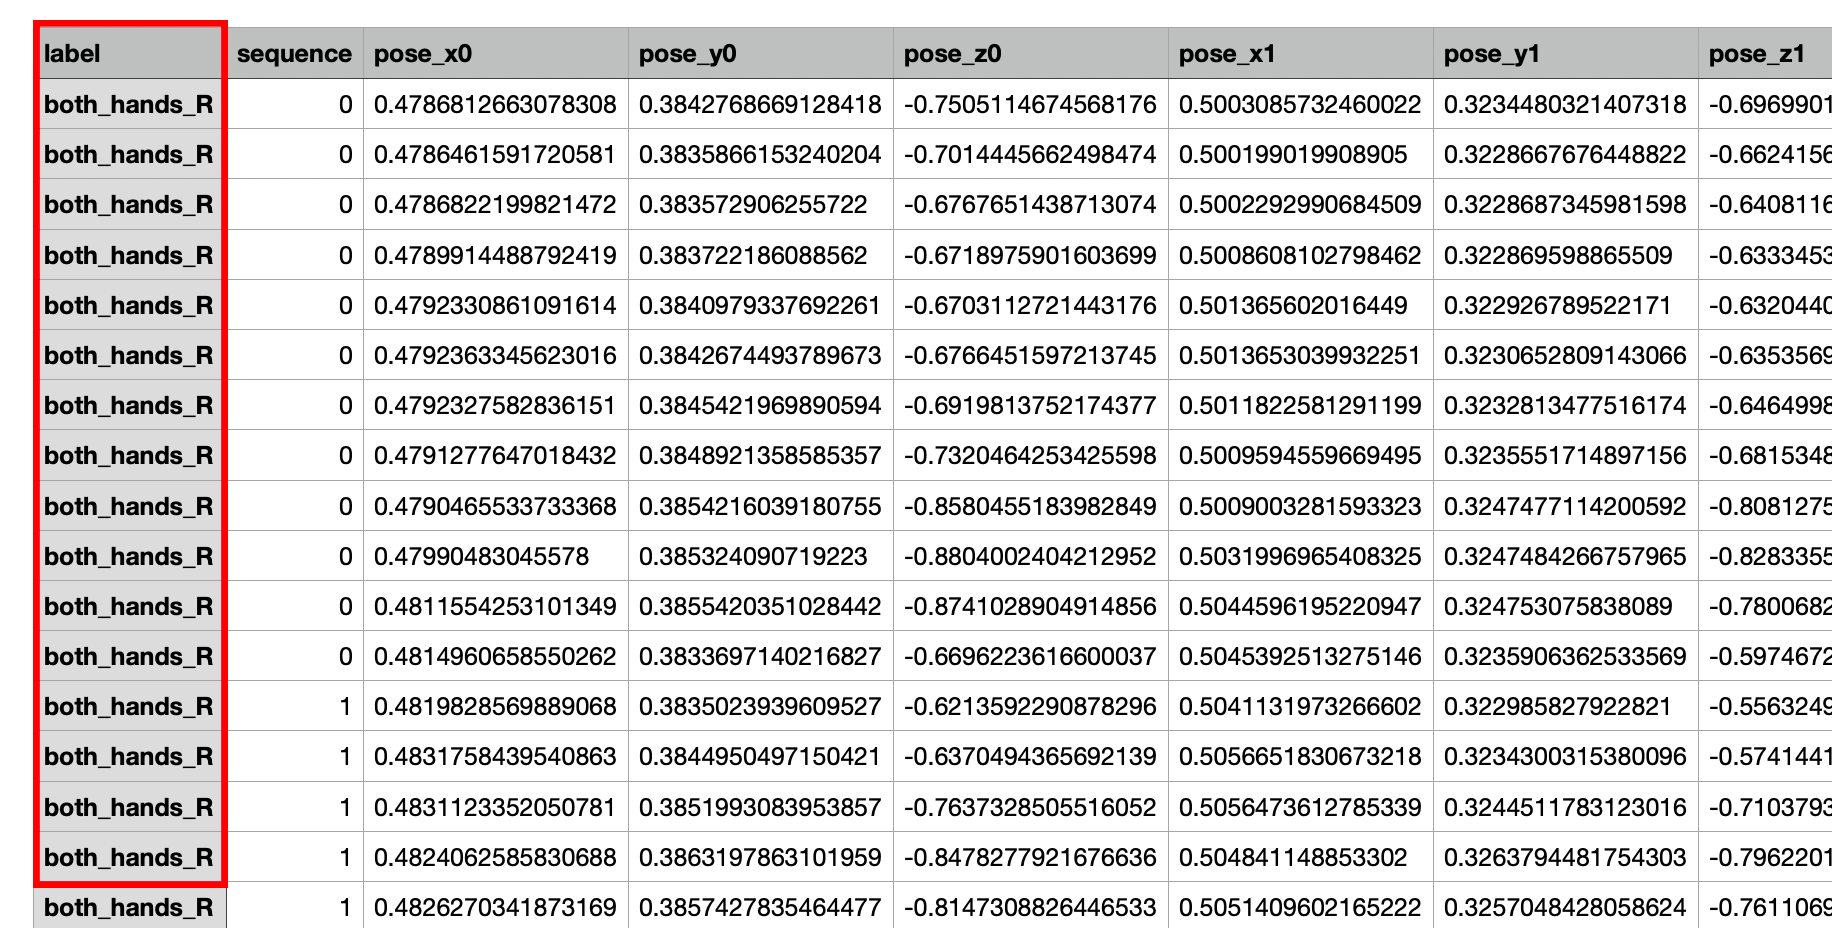 label sequence pose_x0 pose_y0 pose_z0 pose_x1 pose_y1 pose_z1
both_hands_R 0 0.4786812663078308 0.3842768669128418 -0.7505114674568176 0.5003085732460022 0.3234480321407318 -0.6969901
both_hands_R 0 0.4786461591720581 0.3835866153240204 -0.7014445662498474 0.500199019908905 0.3228667676448822 -0.6624156
both_hands_R 0 0.4786822199821472 0.383572906255722 -0.6767651438713074 0.5002292990684509 0.3228687345981598 -0.6408116
both_hands_R 0 0.4789914488792419 0.383722186088562 -0.6718975901603699 0.5008608102798462 0.322869598865509 -0.6333453
both_hands_R 0 0.4792330861091614 0.3840979337692261 -0.6703112721443176 0.501365602016449 0.322926789522171 -0.6320440
both_hands_R 0 0.4792363345623016 0.3842674493789673 -0.6766451597213745 0.5013653039932251 0.3230652809143066 -0.6353569
both_hands_R 0 0.4792327582836151 0.3845421969890594 -0.6919813752174377 0.5011822581291199 0.3232813477516174 -0.6464998
both_hands_R 0 0.4791277647018432 0.3848921358585357 -0.7320464253425598 0.5009594559669495 0.3235551714897156 -0.6815348
both_hands_R 0 0.4790465533733368 0.3854216039180755 -0.8580455183982849 0.5009003281593323 0.3247477114200592 -0.8081275
both_hands_R 0 0.47990483045578 0.385324090719223 -0.8804002404212952 0.5031996965408325 0.3247484266757965 -0.8283355
both_hands_R 0 0.4811554253101349 0.3855420351028442 -0.8741028904914856 0.5044596195220947 0.324753075838089 -0.7800682
both_hands_R 0 0.4814960658550262 0.3833697140216827 -0.6696223616600037 0.5045392513275146 0.3235906362533569 -0.5974672
both_hands_R 1 0.4819828569889068 0.3835023939609527 -0.6213592290878296 0.5041131973266602 0.322985827922821 -0.5563249
both_hands_R 1 0.4831758439540863 0.3844950497150421 -0.6370494365692139 0.5056651830673218 0.3234300315380096 -0.5741441
both_hands_R 1 0.4831123352050781 0.3851993083953857 -0.7637328505516052 0.5056473612785339 0.3244511783123016 -0.7103793
both_hands_R 1 0.4824062585830688 0.3863197863101959 -0.8478277921676636 0.504841148853302 0.32637944817543​03 -0.7962201
both_hands_R 1 0.4826270341873169 0.3857427835464477 -0.8147308826446533 0.5051409602165222 0.3257048428058624 -0.7611069